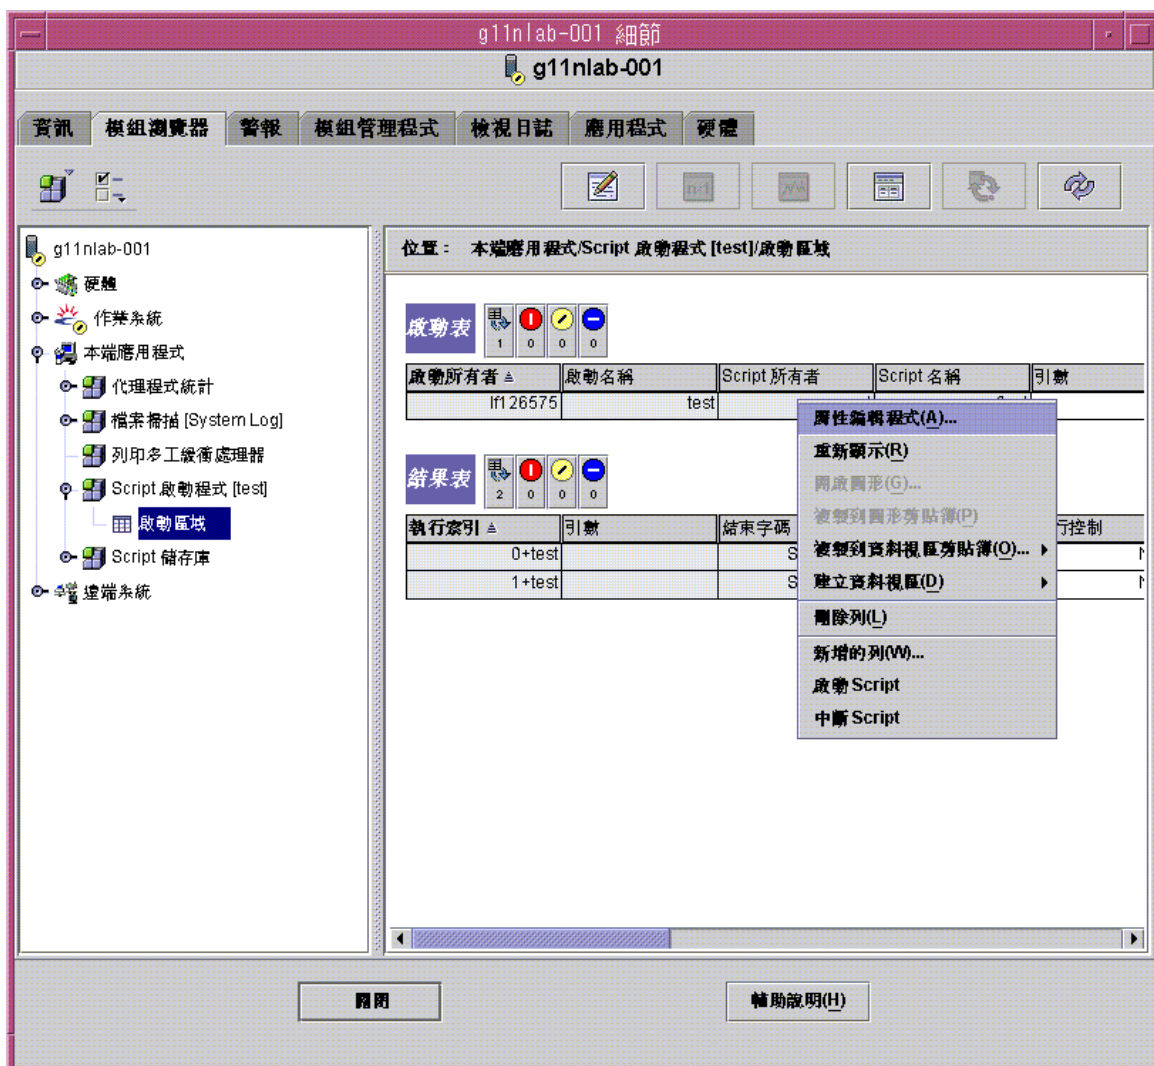 g11nlab-001 細節
g11nlab-001
資訊 模組瀏覽器 警報 模組管理程式 檢視日誌 應用程式 硬體
g11nlab-001
硬體
作業系統
本端應用程式
代理程式統計
檔案掃描 [System Log]
列印多工緩衝處理器
Script 啟動程式 [test]
啟動區域
Script 儲存庫
遠端系統
位置： 本端應用程式/Script 啟動程式 [test]/啟動區域
啟動表 1 0 0 0
啟動所有者 啟動名稱 Script 所有者 Script 名稱 引數
lf126575 test
結果表 2 0 0 0
執行索引 引數 結束字碼 行控制
0+test S
1+test S
屬性編輯程式(A)...
重新顯示(R)
開啟圖形(G)...
複製到圖形剪貼簿(P)
複製到資料視區剪貼簿(O)...
建立資料視區(D)
刪除列(L)
新增的列(W)...
啟動 Script
中斷 Script
關閉 輔助說明(H)